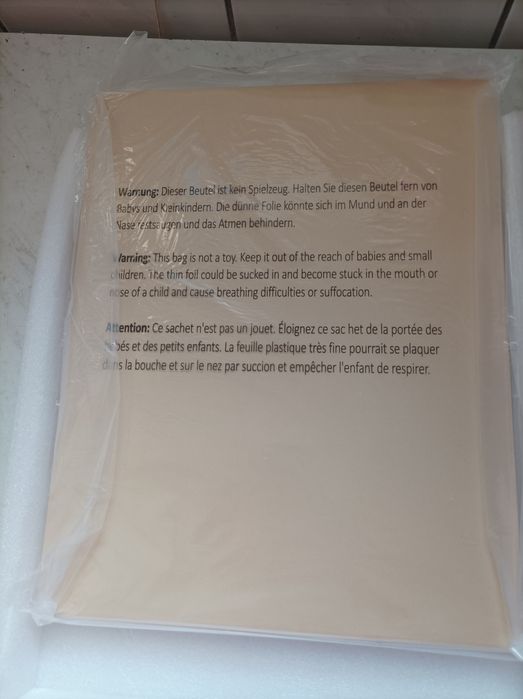 Warnung: Dieser Beutel ist kein Spielzeug. Halten Sie diesen Beutel fern von
Babys und Kleinkindern. Die dünne Folie könnte sich im Mund und an der
Nase festsaugen und das Atmen behindern.
Warning: This bag is not a toy. Keep it out of the reach of babies and small
children. The thin foil could be sucked in and become stuck in the mouth or
nose of a child and cause breathing difficulties or suffocation.
Attention: Ce sachet n'est pas un jouet. Éloignez ce sac het de la portée des
bébés et des petits enfants. La feuille plastique très fine pourrait se plaquer
dans la bouche et sur le nez par succion et empêcher l'enfant de respirer.